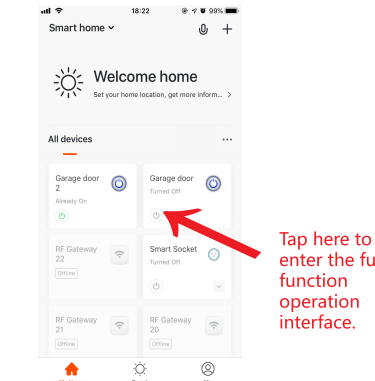 18:22
99%
Smart home
Welcome home
Set your home location, get more inform...
All devices
Garage door
2
Already On
Garage door
Turned Off
RF Gateway
22
Offline
Smart Socket
Turned Off
RF Gateway
21
Offline
RF Gateway
20
Offline
Tap here to
enter the fu
function
operation
interface.